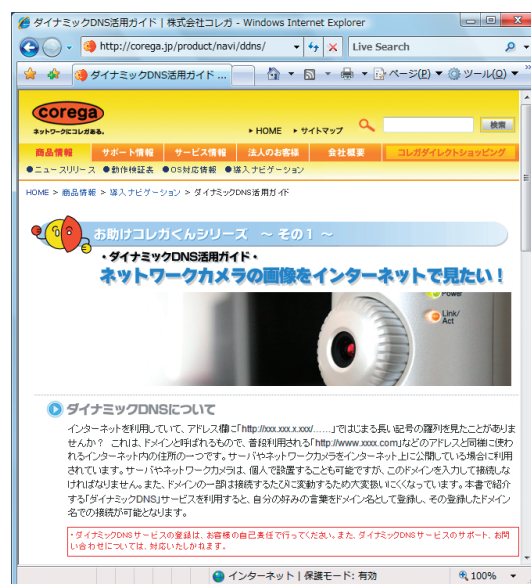 ダイナミックDNS活用ガイド | 株式会社コレガ - Windows Internet Explorer
http://corega.jp/product/navi/ddns/
Live Search
ダイナミックDNS活用ガイド ...
ページ(P)
ツール(O)
corega
ネットワークにコレがある。
HOME
サイトマップ
検索
商品情報
サポート情報
サービス情報
法人のお客様
会社概要
コレガダイレクトショッピング
●ニュースリリース ●動作検証表 ●OS対応情報 ●導入ナビゲーション
HOME > 商品情報 > 導入ナビゲーション > ダイナミックDNS活用ガイド
お助けコレガくんシリーズ ～ その1 ～
・ダイナミックDNS活用ガイド・
ネットワークカメラの画像をインターネットで見たい！
Power
Link/
Act
ダイナミックDNSについて
インターネットを利用していて、アドレス欄に「http://xxx.xxx.x.xxx/……」ではじまる長い記号の羅列を見たことがありま
せんか？ これは、ドメインと呼ばれるもので、普段利用される「http://www.xxxx.com」などのアドレスと同様に使わ
れるインターネット内の住所の一つです。サーバやネットワークカメラをインターネット上に公開している場合に利用
されています。サーバやネットワークカメラは、個人で設置することも可能ですが、このドメインを入力して接続しな
ければなりません。また、ドメインの一部は接続するたびに変動するため大変扱いにくくなっています。本書で紹介
する「ダイナミックDNS」サービスを利用すると、自分の好みの言葉をドメイン名として登録し、その登録したドメイン
名での接続が可能となります。
・ダイナミックDNSサービスの登録は、お客様の自己責任で行ってください。また、ダイナミックDNSサービスのサポート、お問
い合わせについては、対応いたしかねます。
インターネット | 保護モード: 有効
100%